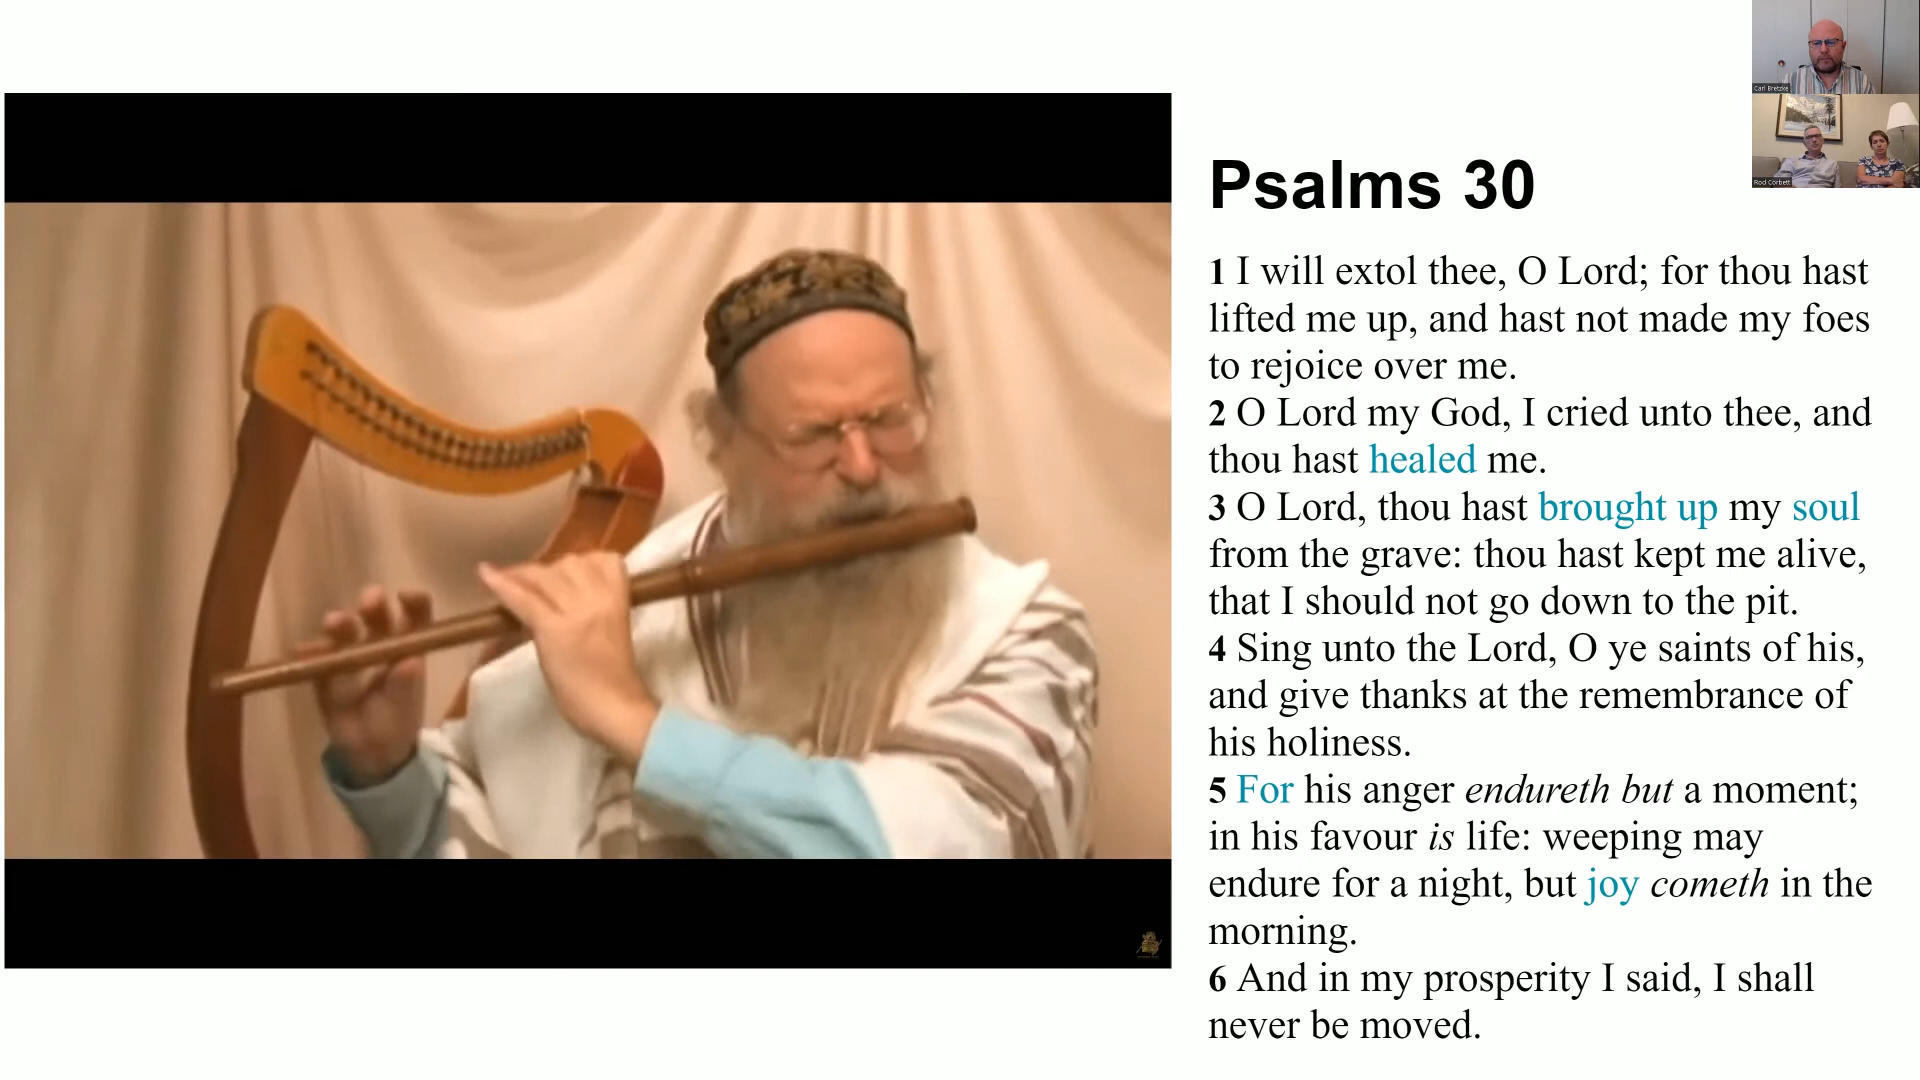 Carl Bretzke
Rod Corbett
Psalms 30
1 I will extol thee, O Lord; for thou hast
lifted me up, and hast not made my foes
to rejoice over me.
2 O Lord my God, I cried unto thee, and
thou hast healed me.
3 O Lord, thou hast brought up my soul
from the grave: thou hast kept me alive,
that I should not go down to the pit.
4 Sing unto the Lord, O ye saints of his,
and give thanks at the remembrance of
his holiness.
5 For his anger endureth but a moment;
in his favour is life: weeping may
endure for a night, but joy cometh in the
morning.
6 And in my prosperity I said, I shall
never be moved.